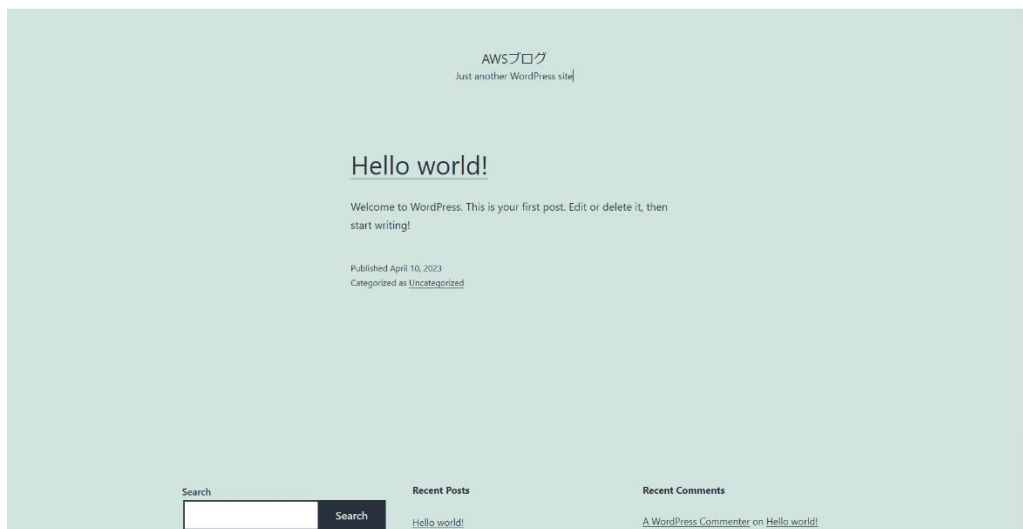 AWSブログ
Just another WordPress site
Hello world!
Welcome to WordPress. This is your first post. Edit or delete it, then
start writing!
Published April 10, 2023
Categorized as Uncategorized
Search
Search
Recent Posts
Hello world!
Recent Comments
A WordPress Commenter on Hello world!